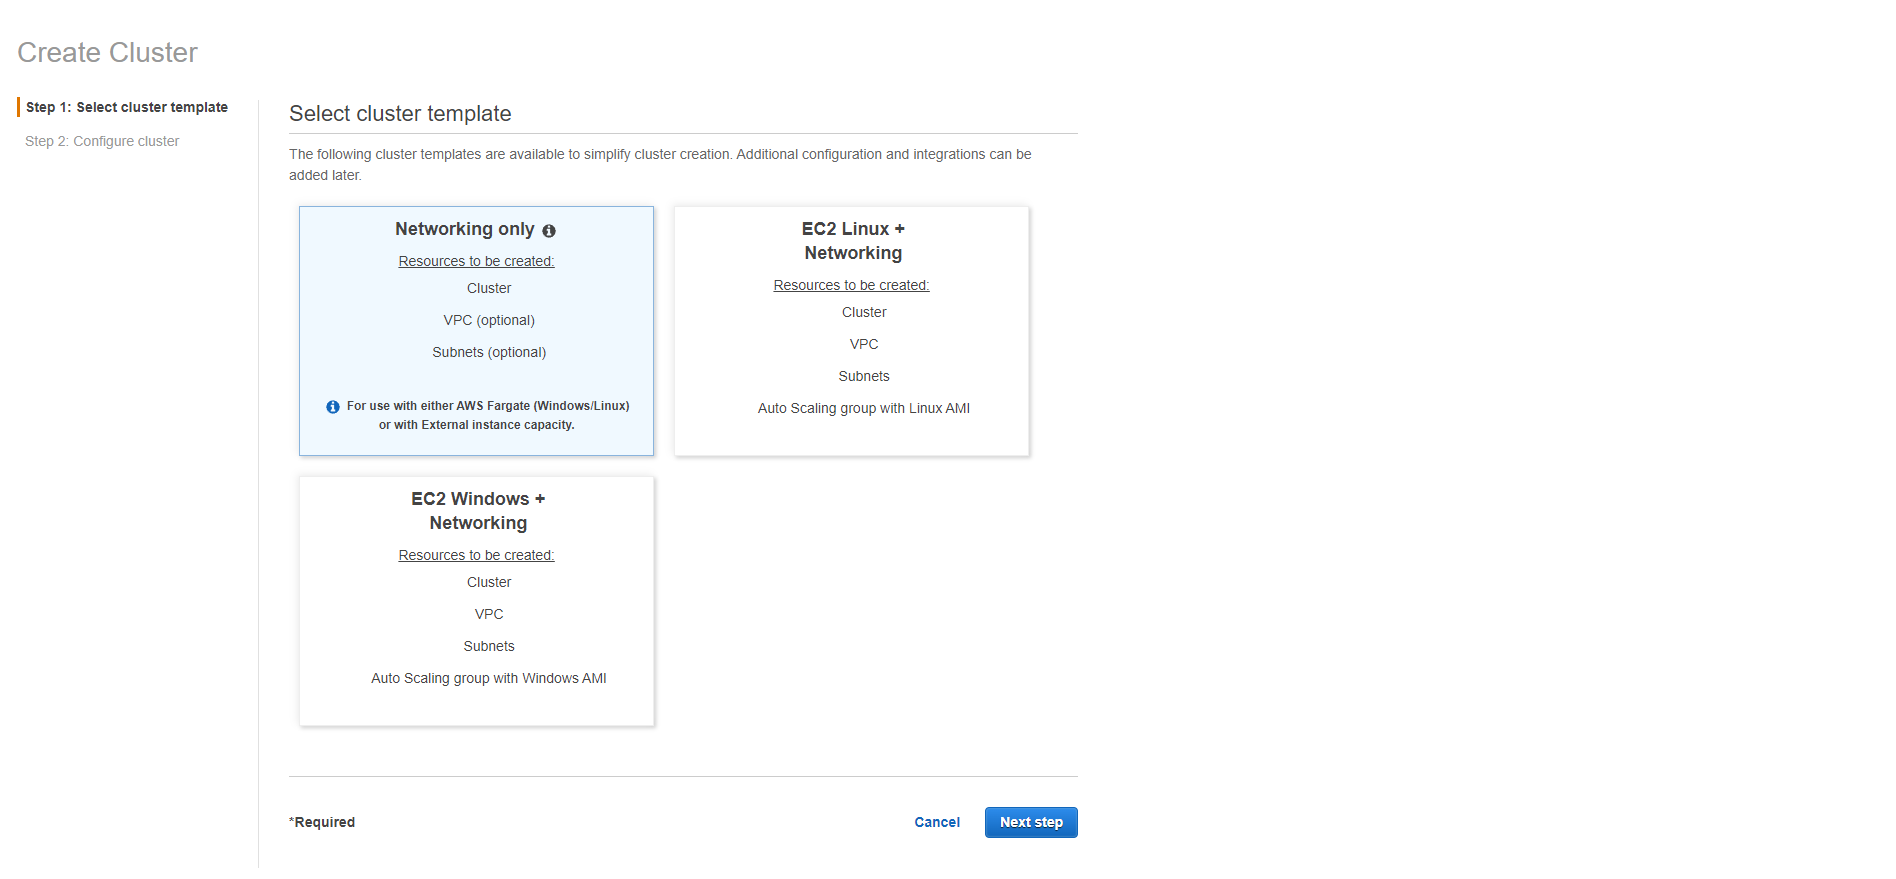 Create Cluster
Step 1: Select cluster template
Step 2: Configure cluster
Select cluster template
The following cluster templates are available to simplify cluster creation. Additional configuration and integrations can be
added later.
Networking only
Resources to be created:
Cluster
VPC (optional)
Subnets (optional)
For use with either AWS Fargate (Windows/Linux)
or with External instance capacity.
EC2 Linux +
Networking
Resources to be created:
Cluster
VPC
Subnets
Auto Scaling group with Linux AMI
EC2 Windows +
Networking
Resources to be created:
Cluster
VPC
Subnets
Auto Scaling group with Windows AMI
*Required
Cancel
Next step